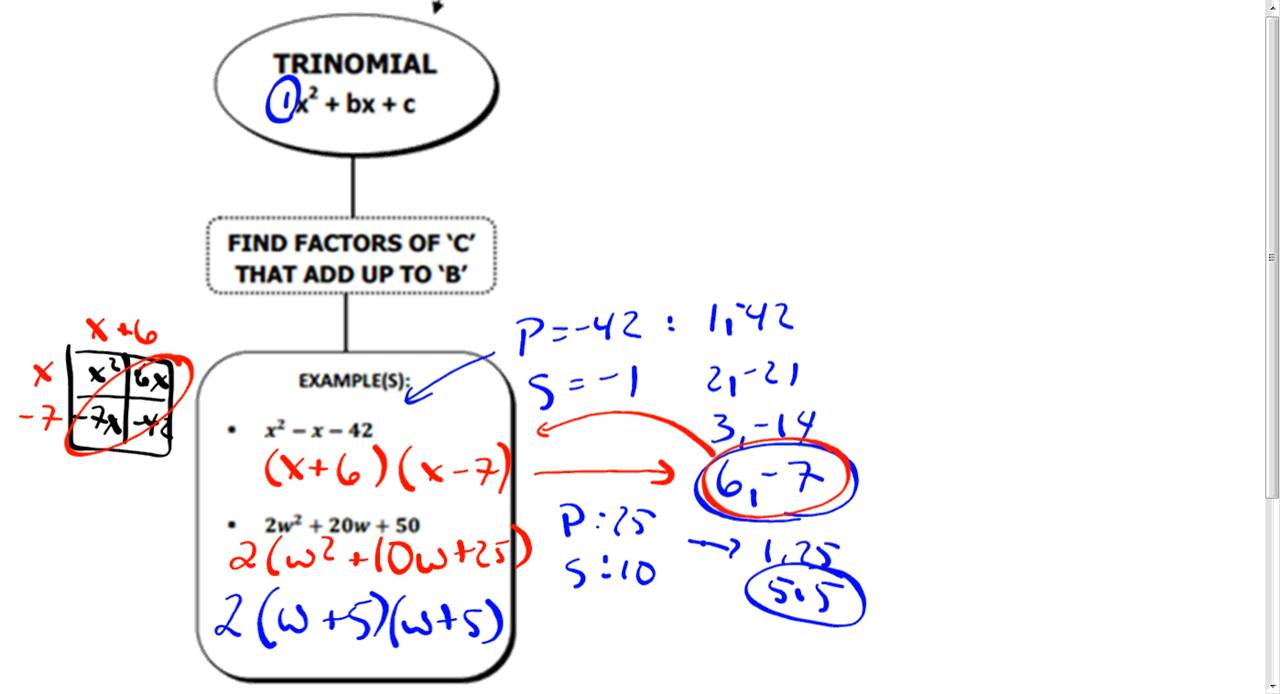 TRINOMIAL
1x² + bx + c
FIND FACTORS OF ‘C’
THAT ADD UP TO ‘B’
x +6
x x² 6x
-7 -7x -42
P=-42 : 1,-42
S = -1 2,-21
3,-14
6,-7
EXAMPLE(S):
• x² − x − 42
(x+6)(x-7)
• 2w² + 20w + 50
2(w²+10w+25)
2(w+5)(w+5)
P:25 → 1,25
S:10 5,5